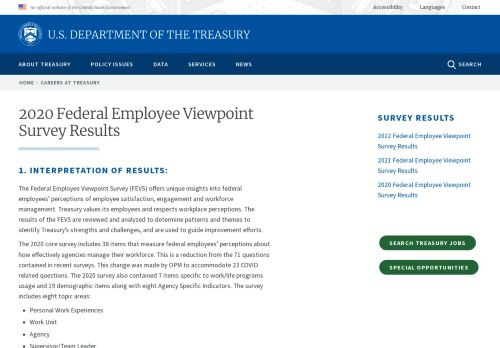 An official website of the United States Government
Accessibility Languages Contact
U.S. DEPARTMENT OF THE TREASURY
ABOUT TREASURY POLICY ISSUES DATA SERVICES NEWS SEARCH
HOME › CAREERS AT TREASURY
2020 Federal Employee Viewpoint
Survey Results
1. INTERPRETATION OF RESULTS:
The Federal Employee Viewpoint Survey (FEVS) offers unique insights into federal
employees' perceptions of employee satisfaction, engagement and workforce
management. Treasury values its employees and respects workplace perceptions. The
results of the FEVS are reviewed and analyzed to determine patterns and themes to
identify Treasury's strengths and challenges, and are used to guide improvement efforts.
The 2020 core survey includes 38 items that measure federal employees' perceptions about
how effectively agencies manage their workforce. This is a reduction from the 71 questions
contained in recent surveys. This change was made by OPM to accommodate 23 COVID
related questions. The 2020 survey also contained 7 items specific to work/life programs
usage and 19 demographic items along with eight Agency Specific Indicators. The survey
includes eight topic areas:
• Personal Work Experiences
• Work Unit
• Agency
• Supervisor/Team Leader
SURVEY RESULTS
2022 Federal Employee Viewpoint
Survey Results
2021 Federal Employee Viewpoint
Survey Results
2020 Federal Employee Viewpoint
Survey Results
SEARCH TREASURY JOBS
SPECIAL OPPORTUNITIES